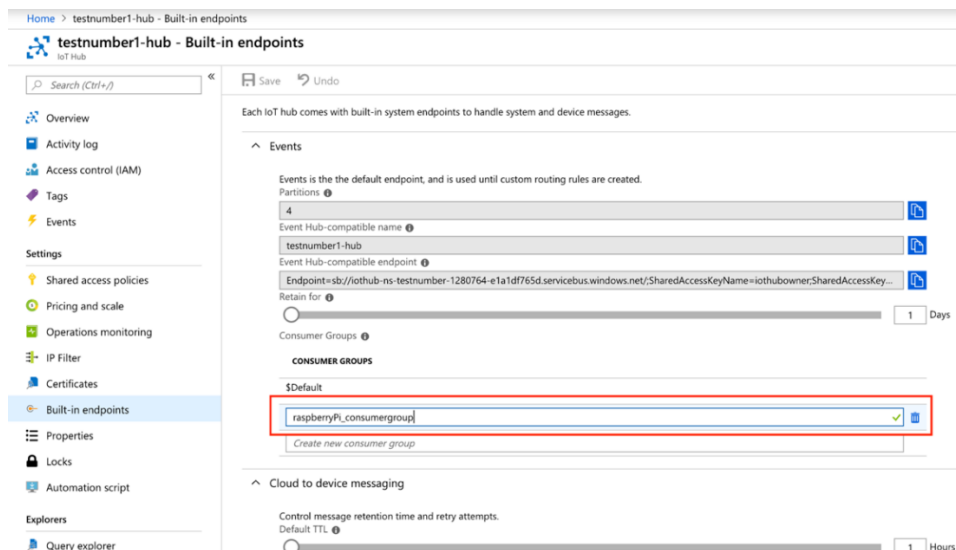 Home > testnumber1-hub - Built-in endpoints
testnumber1-hub - Built-in endpoints
IoT Hub
Search (Ctrl+/)
«
Overview
Activity log
Access control (IAM)
Tags
Events
Settings
Shared access policies
Pricing and scale
Operations monitoring
IP Filter
Certificates
Built-in endpoints
Properties
Locks
Automation script
Explorers
Query explorer
Save Undo
Each IoT hub comes with built-in system endpoints to handle system and device messages.
Events
Events is the the default endpoint, and is used until custom routing rules are created.
Partitions
4
Event Hub-compatible name
testnumber1-hub
Event Hub-compatible endpoint
Endpoint=sb://iothub-ns-testnumber-1280764-e1a1df765d.servicebus.windows.net/;SharedAccessKeyName=iothubowner;SharedAccessKey...
Retain for
1 Days
Consumer Groups
CONSUMER GROUPS
$Default
raspberryPi_consumergroup
Create new consumer group
Cloud to device messaging
Control message retention time and retry attempts.
Default TTL
1 Hours